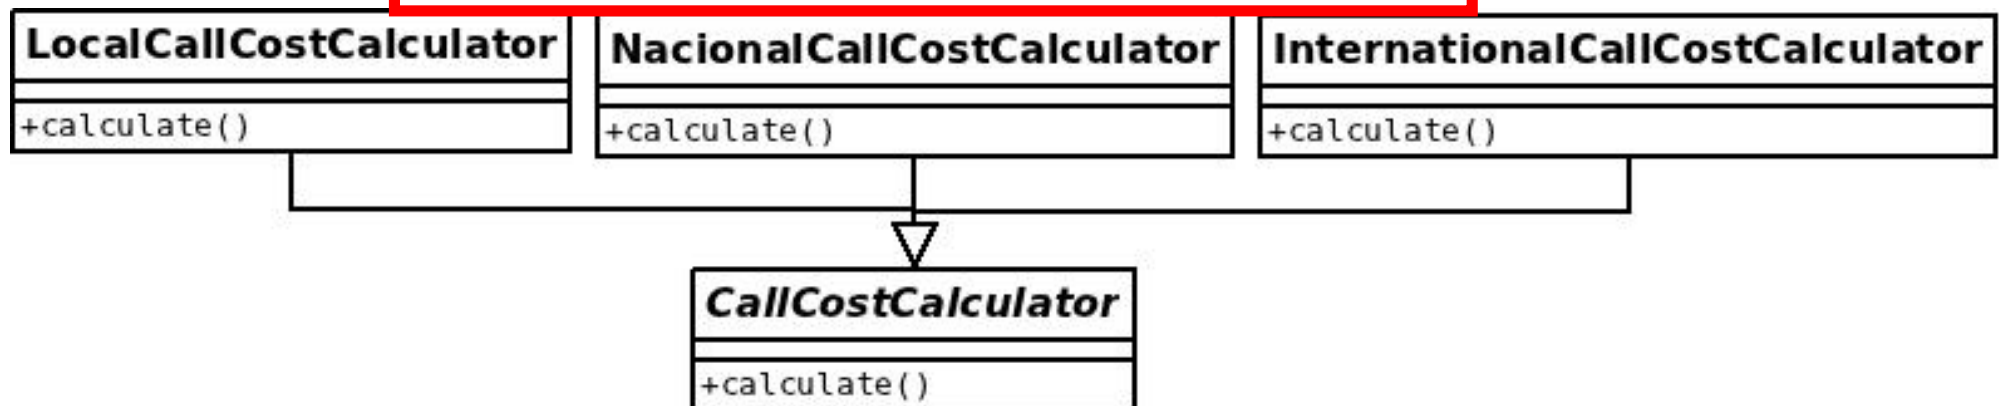 LocalCallCostCalculator
+calculate()
NacionalCallCostCalculator
+calculate()
InternationalCallCostCalculator
+calculate()
CallCostCalculator
+calculate()